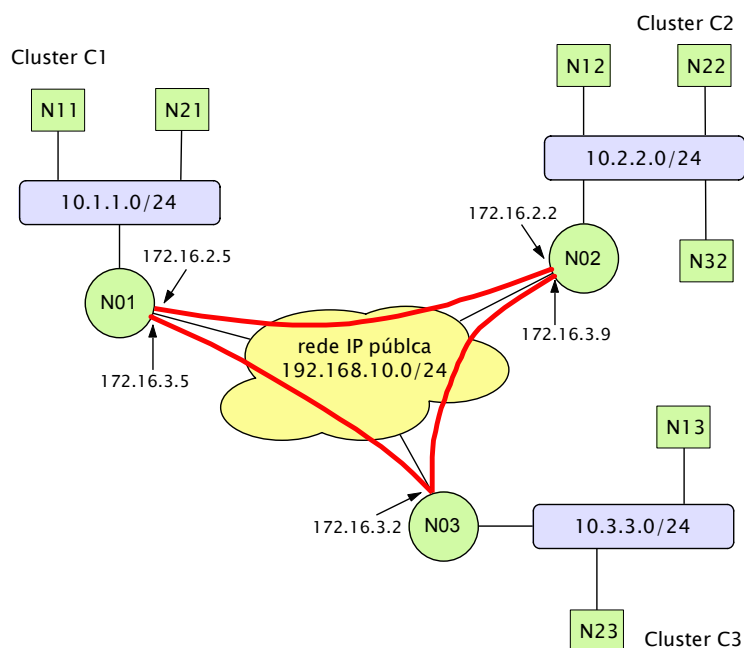 Cluster C1
N11
N21
10.1.1.0/24
172.16.2.5
N01
172.16.3.5
Cluster C2
N12
N22
10.2.2.0/24
172.16.2.2
N02
N32
172.16.3.9
rede IP públca
192.168.10.0/24
N13
172.16.3.2
N03
10.3.3.0/24
N23
Cluster C3